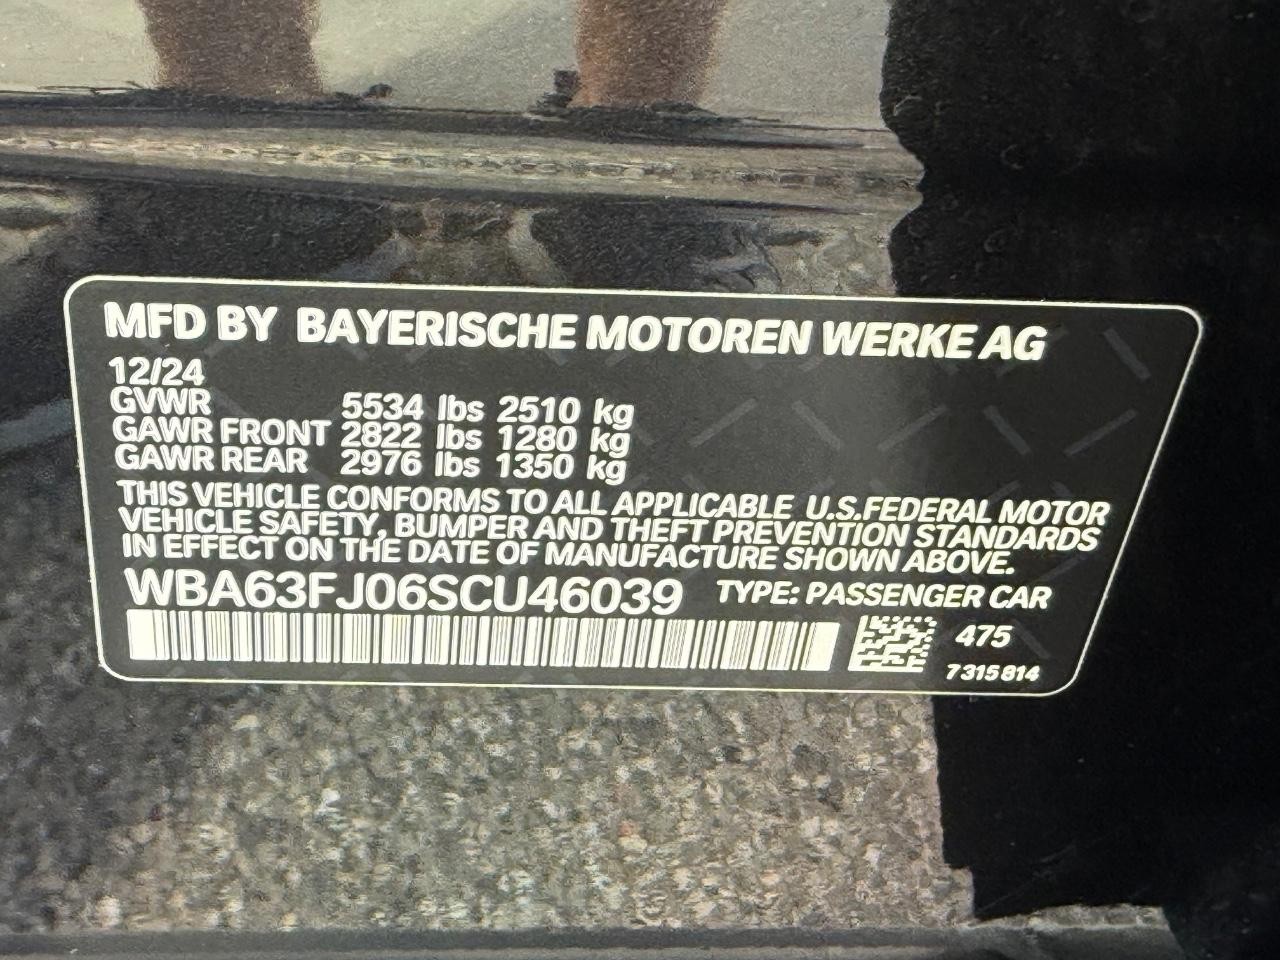 MFD BY BAYERISCHE MOTOREN WERKE AG
12/24
GVWR 5534 lbs 2510 kg
GAWR FRONT 2822 lbs 1280 kg
GAWR REAR 2976 lbs 1350 kg
THIS VEHICLE CONFORMS TO ALL APPLICABLE U.S.FEDERAL MOTOR
VEHICLE SAFETY, BUMPER AND THEFT PREVENTION STANDARDS
IN EFFECT ON THE DATE OF MANUFACTURE SHOWN ABOVE.
WBA63FJ06SCU46039 TYPE: PASSENGER CAR
475
7315814